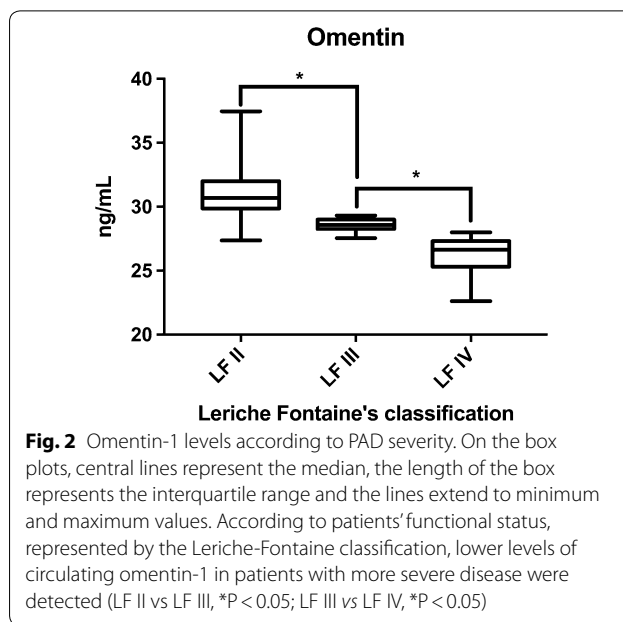 Omentin
*
*
40
35
30
25
20
ng/mL
LF II
LF III
LF IV
Leriche Fontaine's classification
Fig. 2 Omentin-1 levels according to PAD severity. On the box
plots, central lines represent the median, the length of the box
represents the interquartile range and the lines extend to minimum
and maximum values. According to patients’ functional status,
represented by the Leriche-Fontaine classification, lower levels of
circulating omentin-1 in patients with more severe disease were
detected (LF II vs LF III, *P < 0.05; LF III vs LF IV, *P < 0.05)